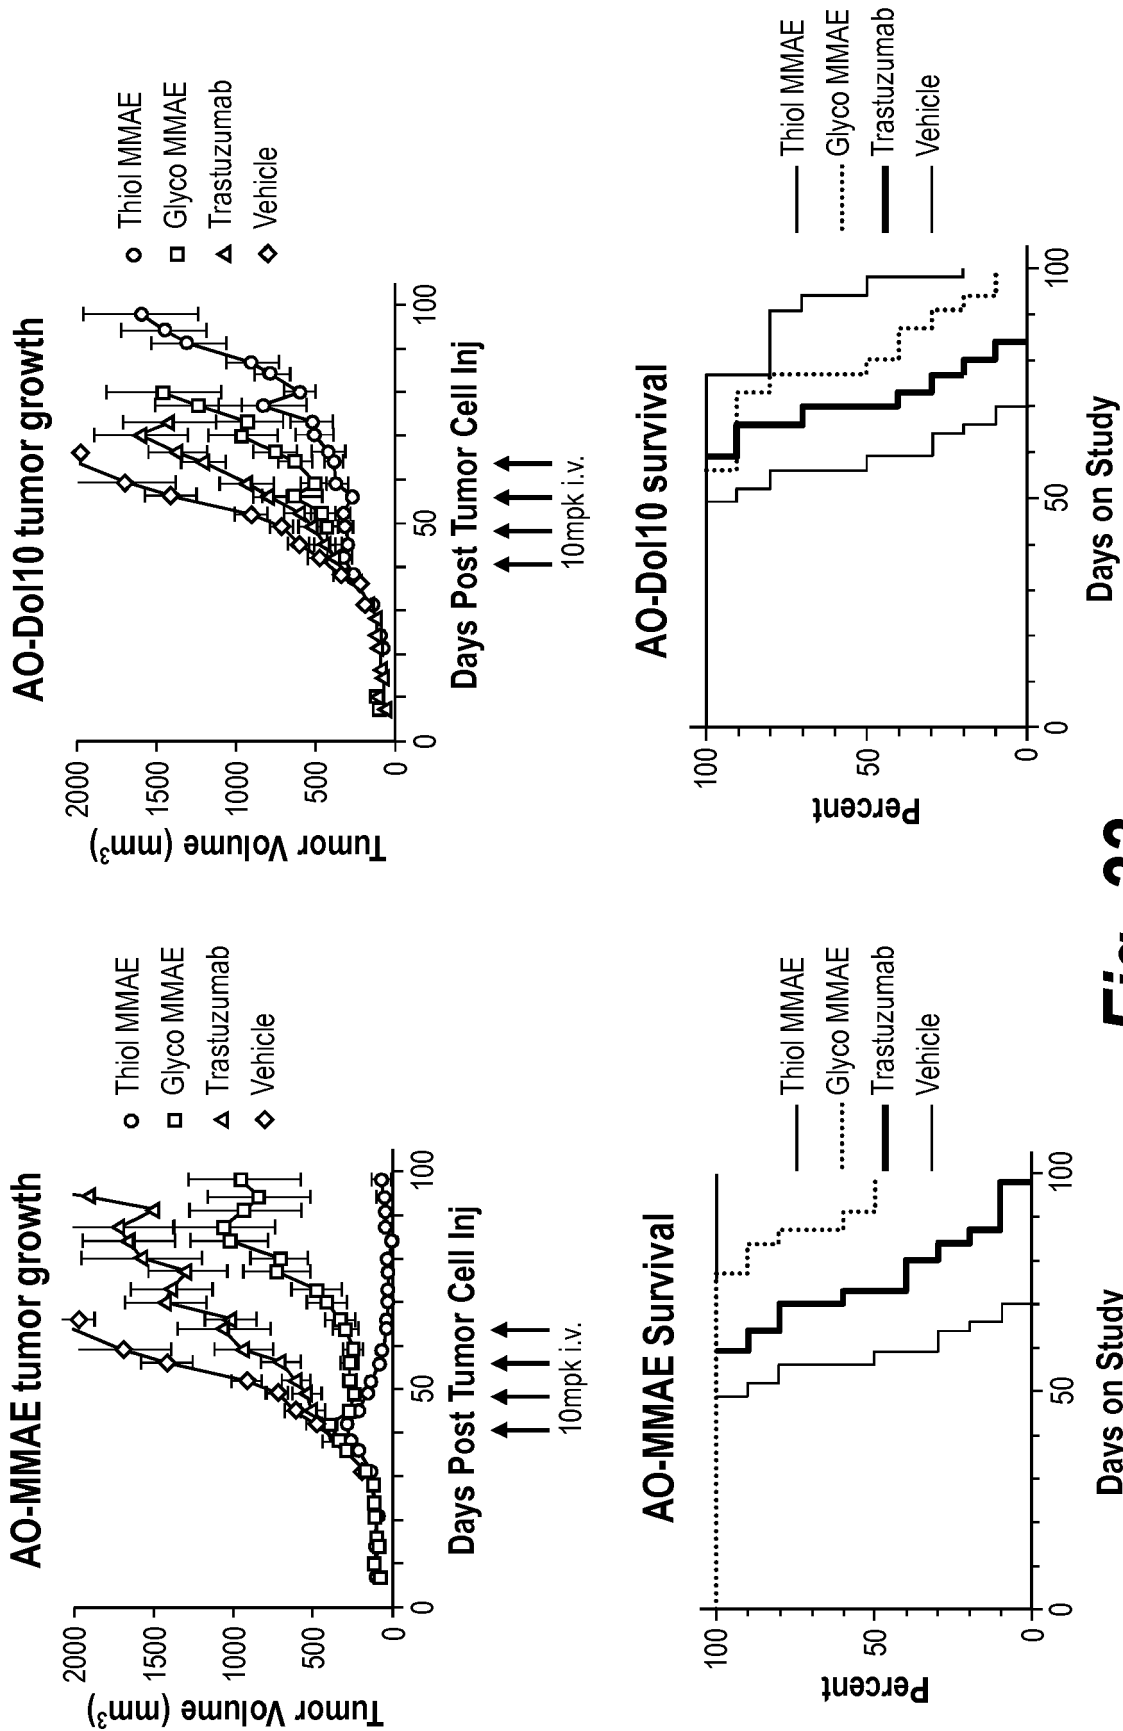 AO-MMAE tumor growth
Tumor Volume (mm³)
2000
1500
1000
500
0
0
50
100
Days Post Tumor Cell Inj
10mpk i.v.
Thiol MMAE
Glyco MMAE
Trastuzumab
Vehicle
AO-Dol10 tumor growth
Tumor Volume (mm³)
2000
1500
1000
500
0
0
50
100
Days Post Tumor Cell Inj
10mpk i.v.
Thiol MMAE
Glyco MMAE
Trastuzumab
Vehicle
AO-MMAE Survival
Percent
100
50
0
0
50
100
Days on Study
Thiol MMAE
Glyco MMAE
Trastuzumab
Vehicle
AO-Dol10 survival
Percent
100
50
0
0
50
100
Days on Study
Thiol MMAE
Glyco MMAE
Trastuzumab
Vehicle